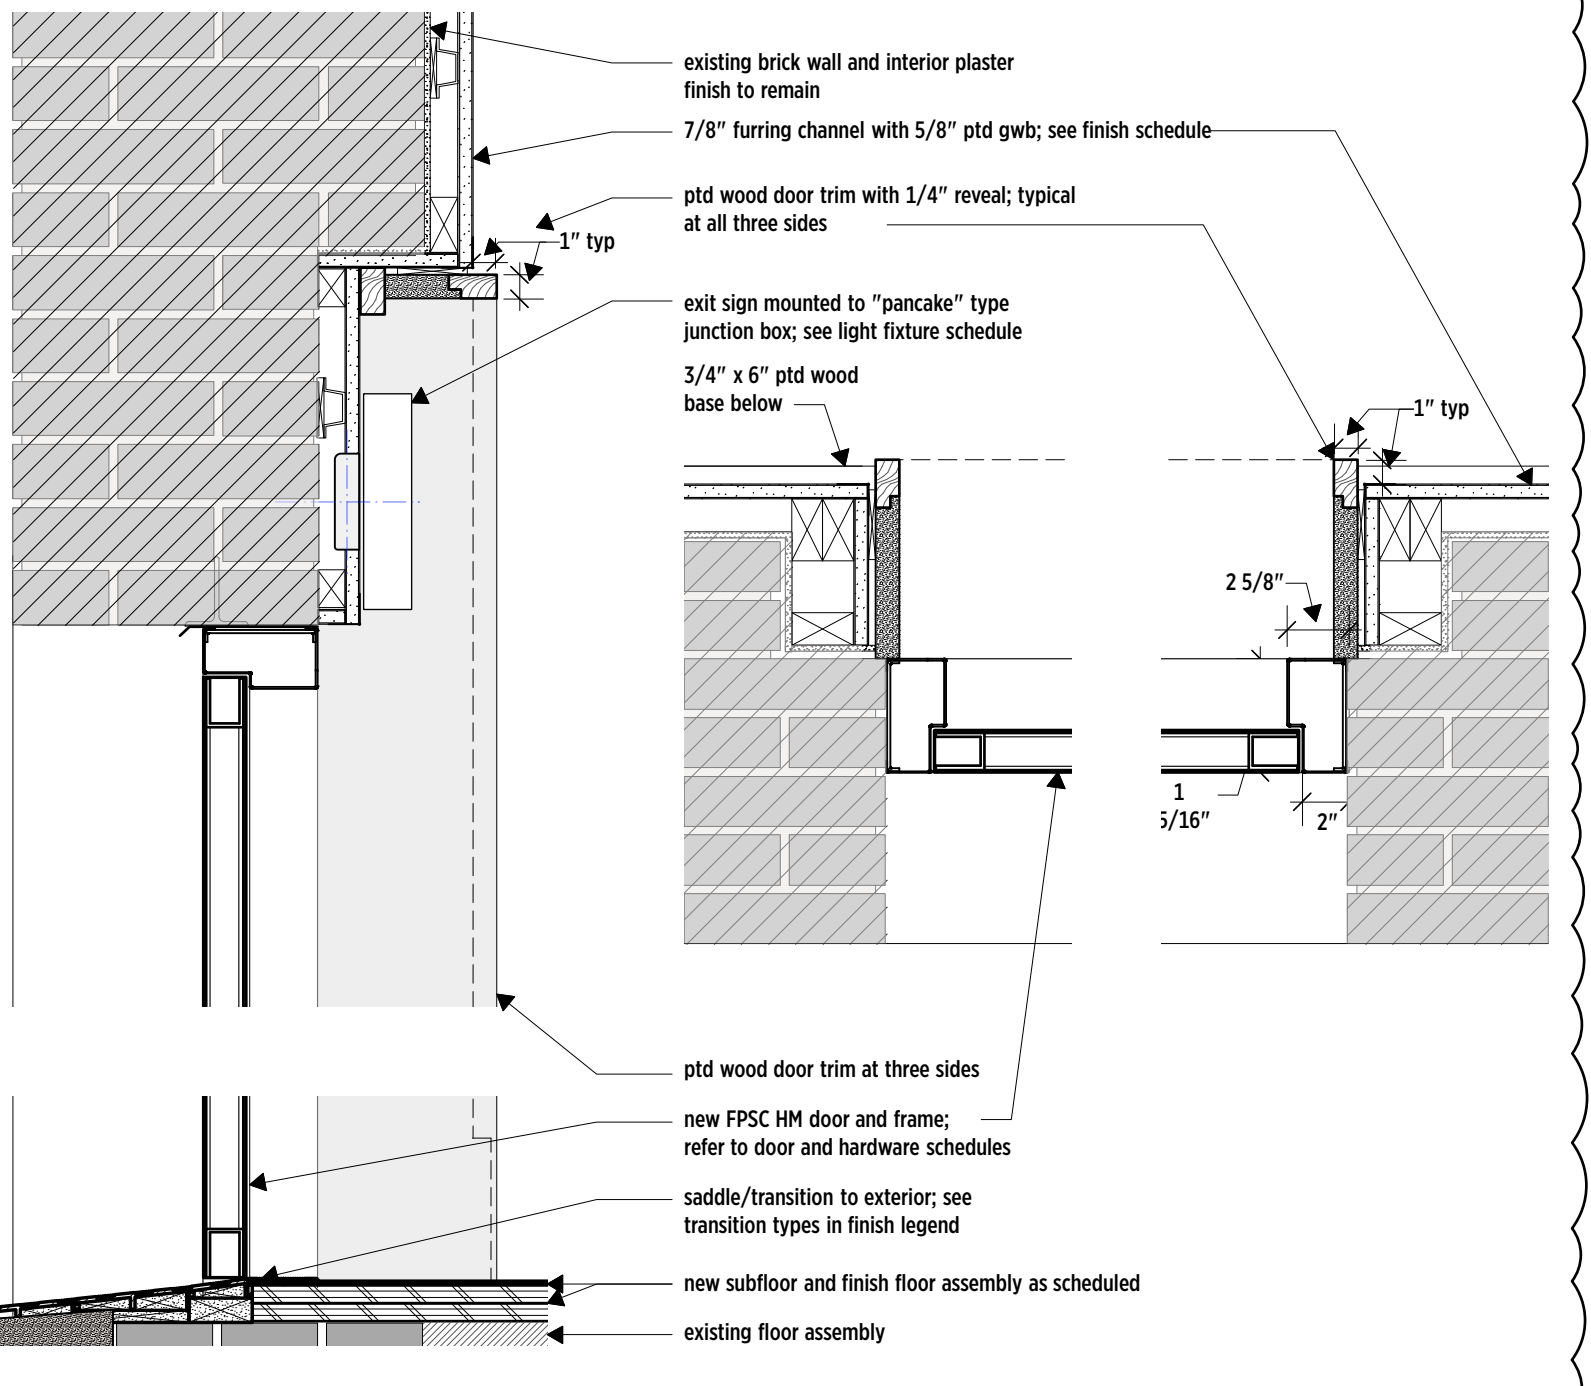 existing brick wall and interior plaster
finish to remain
7/8" furring channel with 5/8" ptd gwb; see finish schedule
ptd wood door trim with 1/4" reveal; typical
at all three sides
1" typ
exit sign mounted to "pancake" type
junction box; see light fixture schedule
3/4" x 6" ptd wood
base below
1" typ
2 5/8"
1
5/16"
2"
ptd wood door trim at three sides
new FPSC HM door and frame;
refer to door and hardware schedules
saddle/transition to exterior; see
transition types in finish legend
new subfloor and finish floor assembly as scheduled
existing floor assembly